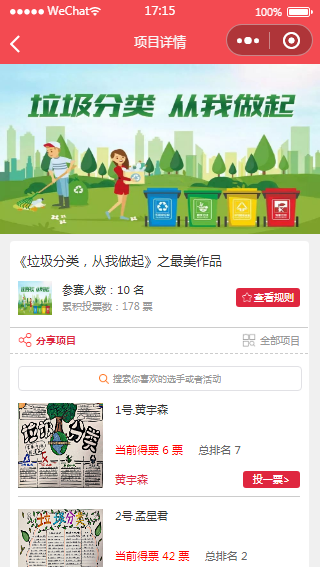 WeChat 17:15 100%
项目详情
垃圾分类 从我做起
《垃圾分类，从我做起》之最美作品
参赛人数：10 名
累积投票数：178 票
查看规则
分享项目 全部项目
搜索你喜欢的选手或者活动
1号.黄宇森
当前得票 6 票 总排名 7
黄宇森 投一票>
2号.孟星君
当前得票 42 票 总排名 2
垃圾分类